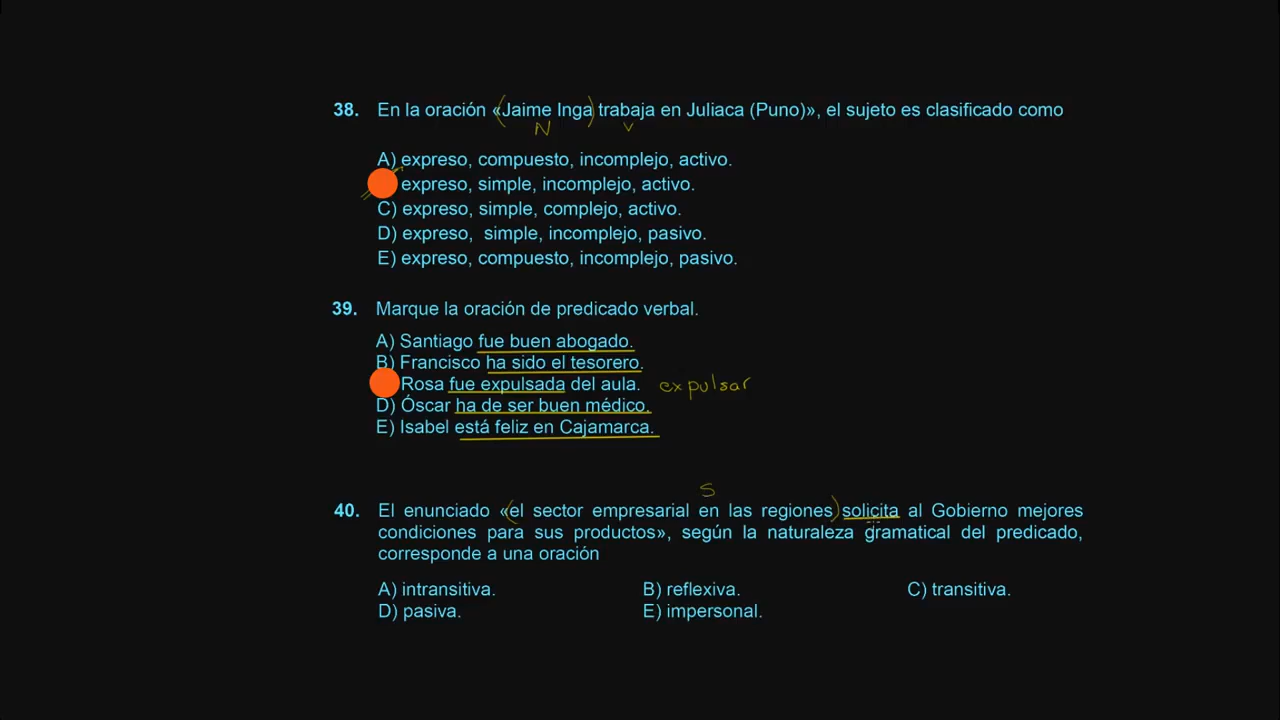 38. En la oración «(Jaime Inga) trabaja en Juliaca (Puno)», el sujeto es clasificado como
N v
A) expreso, compuesto, incomplejo, activo.
expreso, simple, incomplejo, activo.
C) expreso, simple, complejo, activo.
D) expreso, simple, incomplejo, pasivo.
E) expreso, compuesto, incomplejo, pasivo.
39. Marque la oración de predicado verbal.
A) Santiago fue buen abogado.
B) Francisco ha sido el tesorero.
Rosa fue expulsada del aula. expulsar
D) Óscar ha de ser buen médico.
E) Isabel está feliz en Cajamarca.
S
40. El enunciado «(el sector empresarial en las regiones) solicita al Gobierno mejores
condiciones para sus productos», según la naturaleza gramatical del predicado,
corresponde a una oración
A) intransitiva. B) reflexiva. C) transitiva.
D) pasiva. E) impersonal.